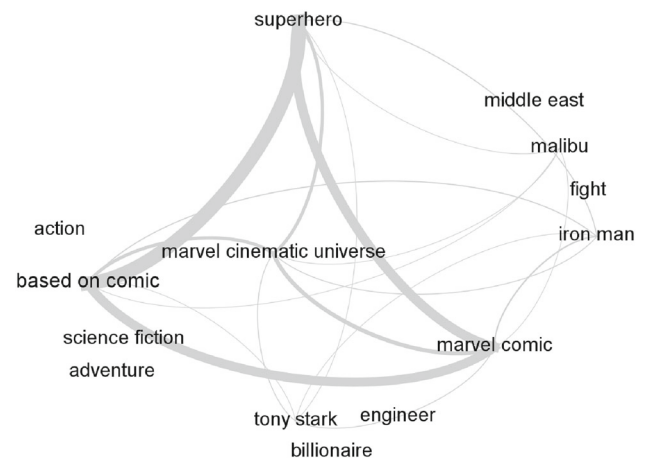 superhero
middle east
malibu
fight
action
iron man
marvel cinematic universe
based on comic
science fiction
marvel comic
adventure
tony stark
engineer
billionaire